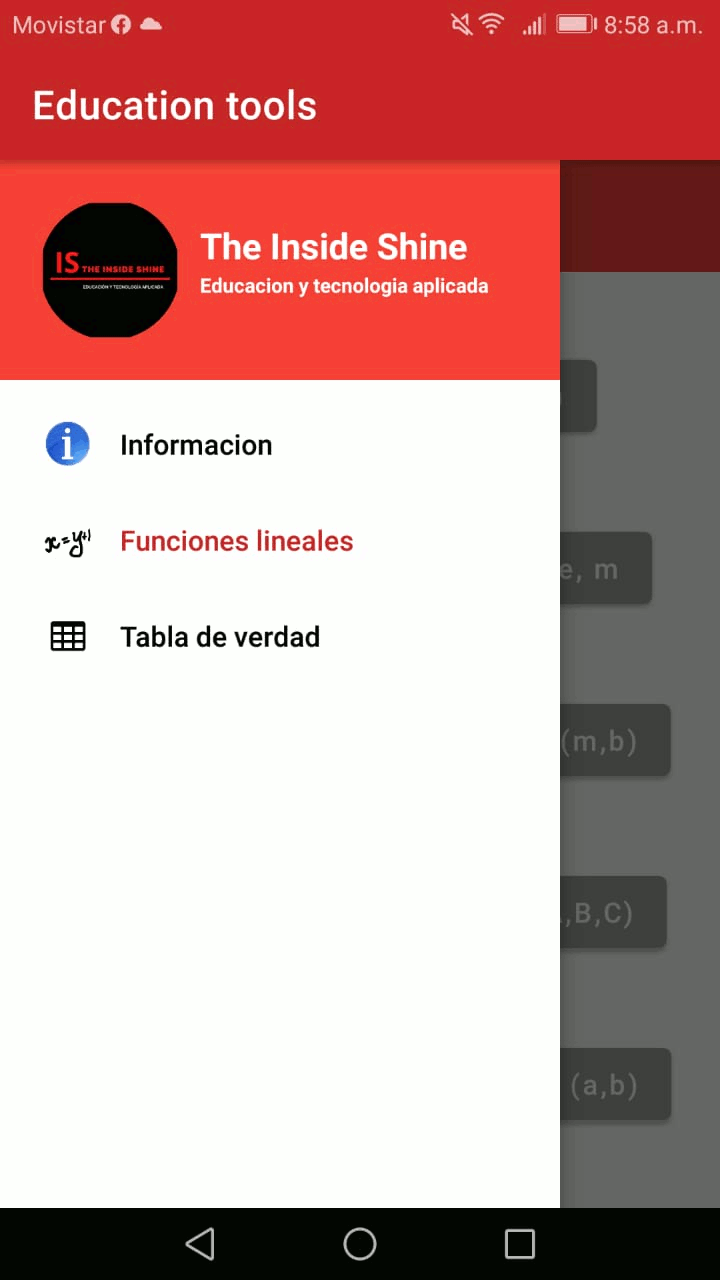 Movistar 8:58 a.m.
Education tools
IS THE INSIDE SHINE
EDUCACIÓN Y TECNOLOGÍA APLICADA
The Inside Shine
Educacion y tecnologia aplicada
Informacion
x=y+1 Funciones lineales
e, m
Tabla de verdad
(m,b)
,B,C)
(a,b)